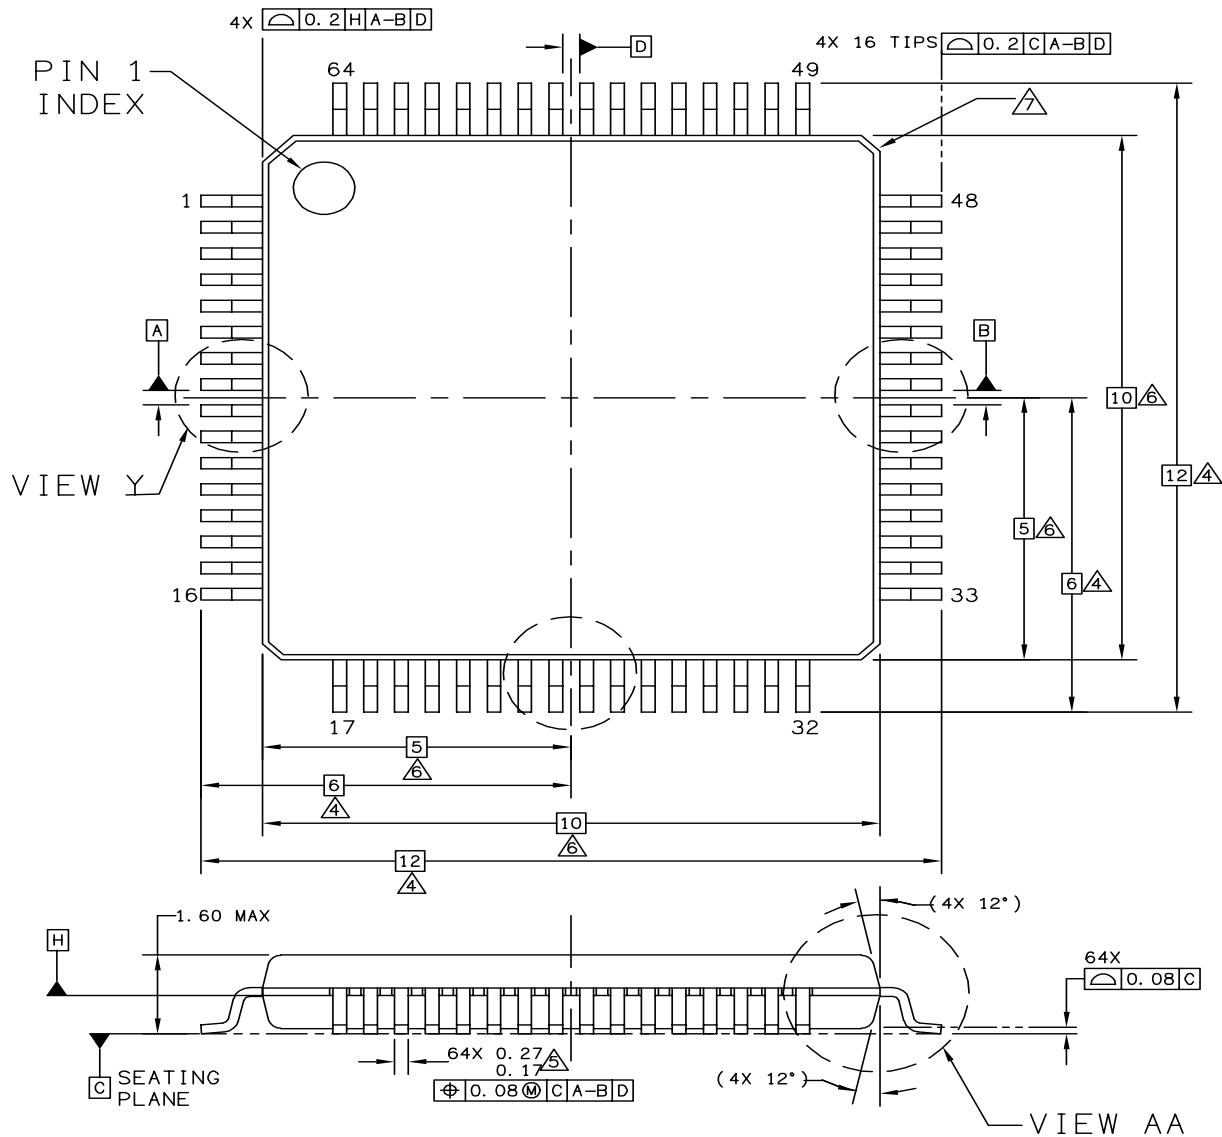 4X 0.2 H A-B D
D
4X 16 TIPS 0.2 C A-B D
PIN 1
INDEX
64
49
7
1
48
A
B
10 6
VIEW Y
12 4
5 6
6 4
16
33
17
32
5
6
6
4
10
6
12
4
1.60 MAX
(4X 12°)
H
64X
0.08 C
64X 0.27
0.17 5
C SEATING
PLANE
⌖ 0.08 Ⓜ C A-B D
(4X 12°)
VIEW AA